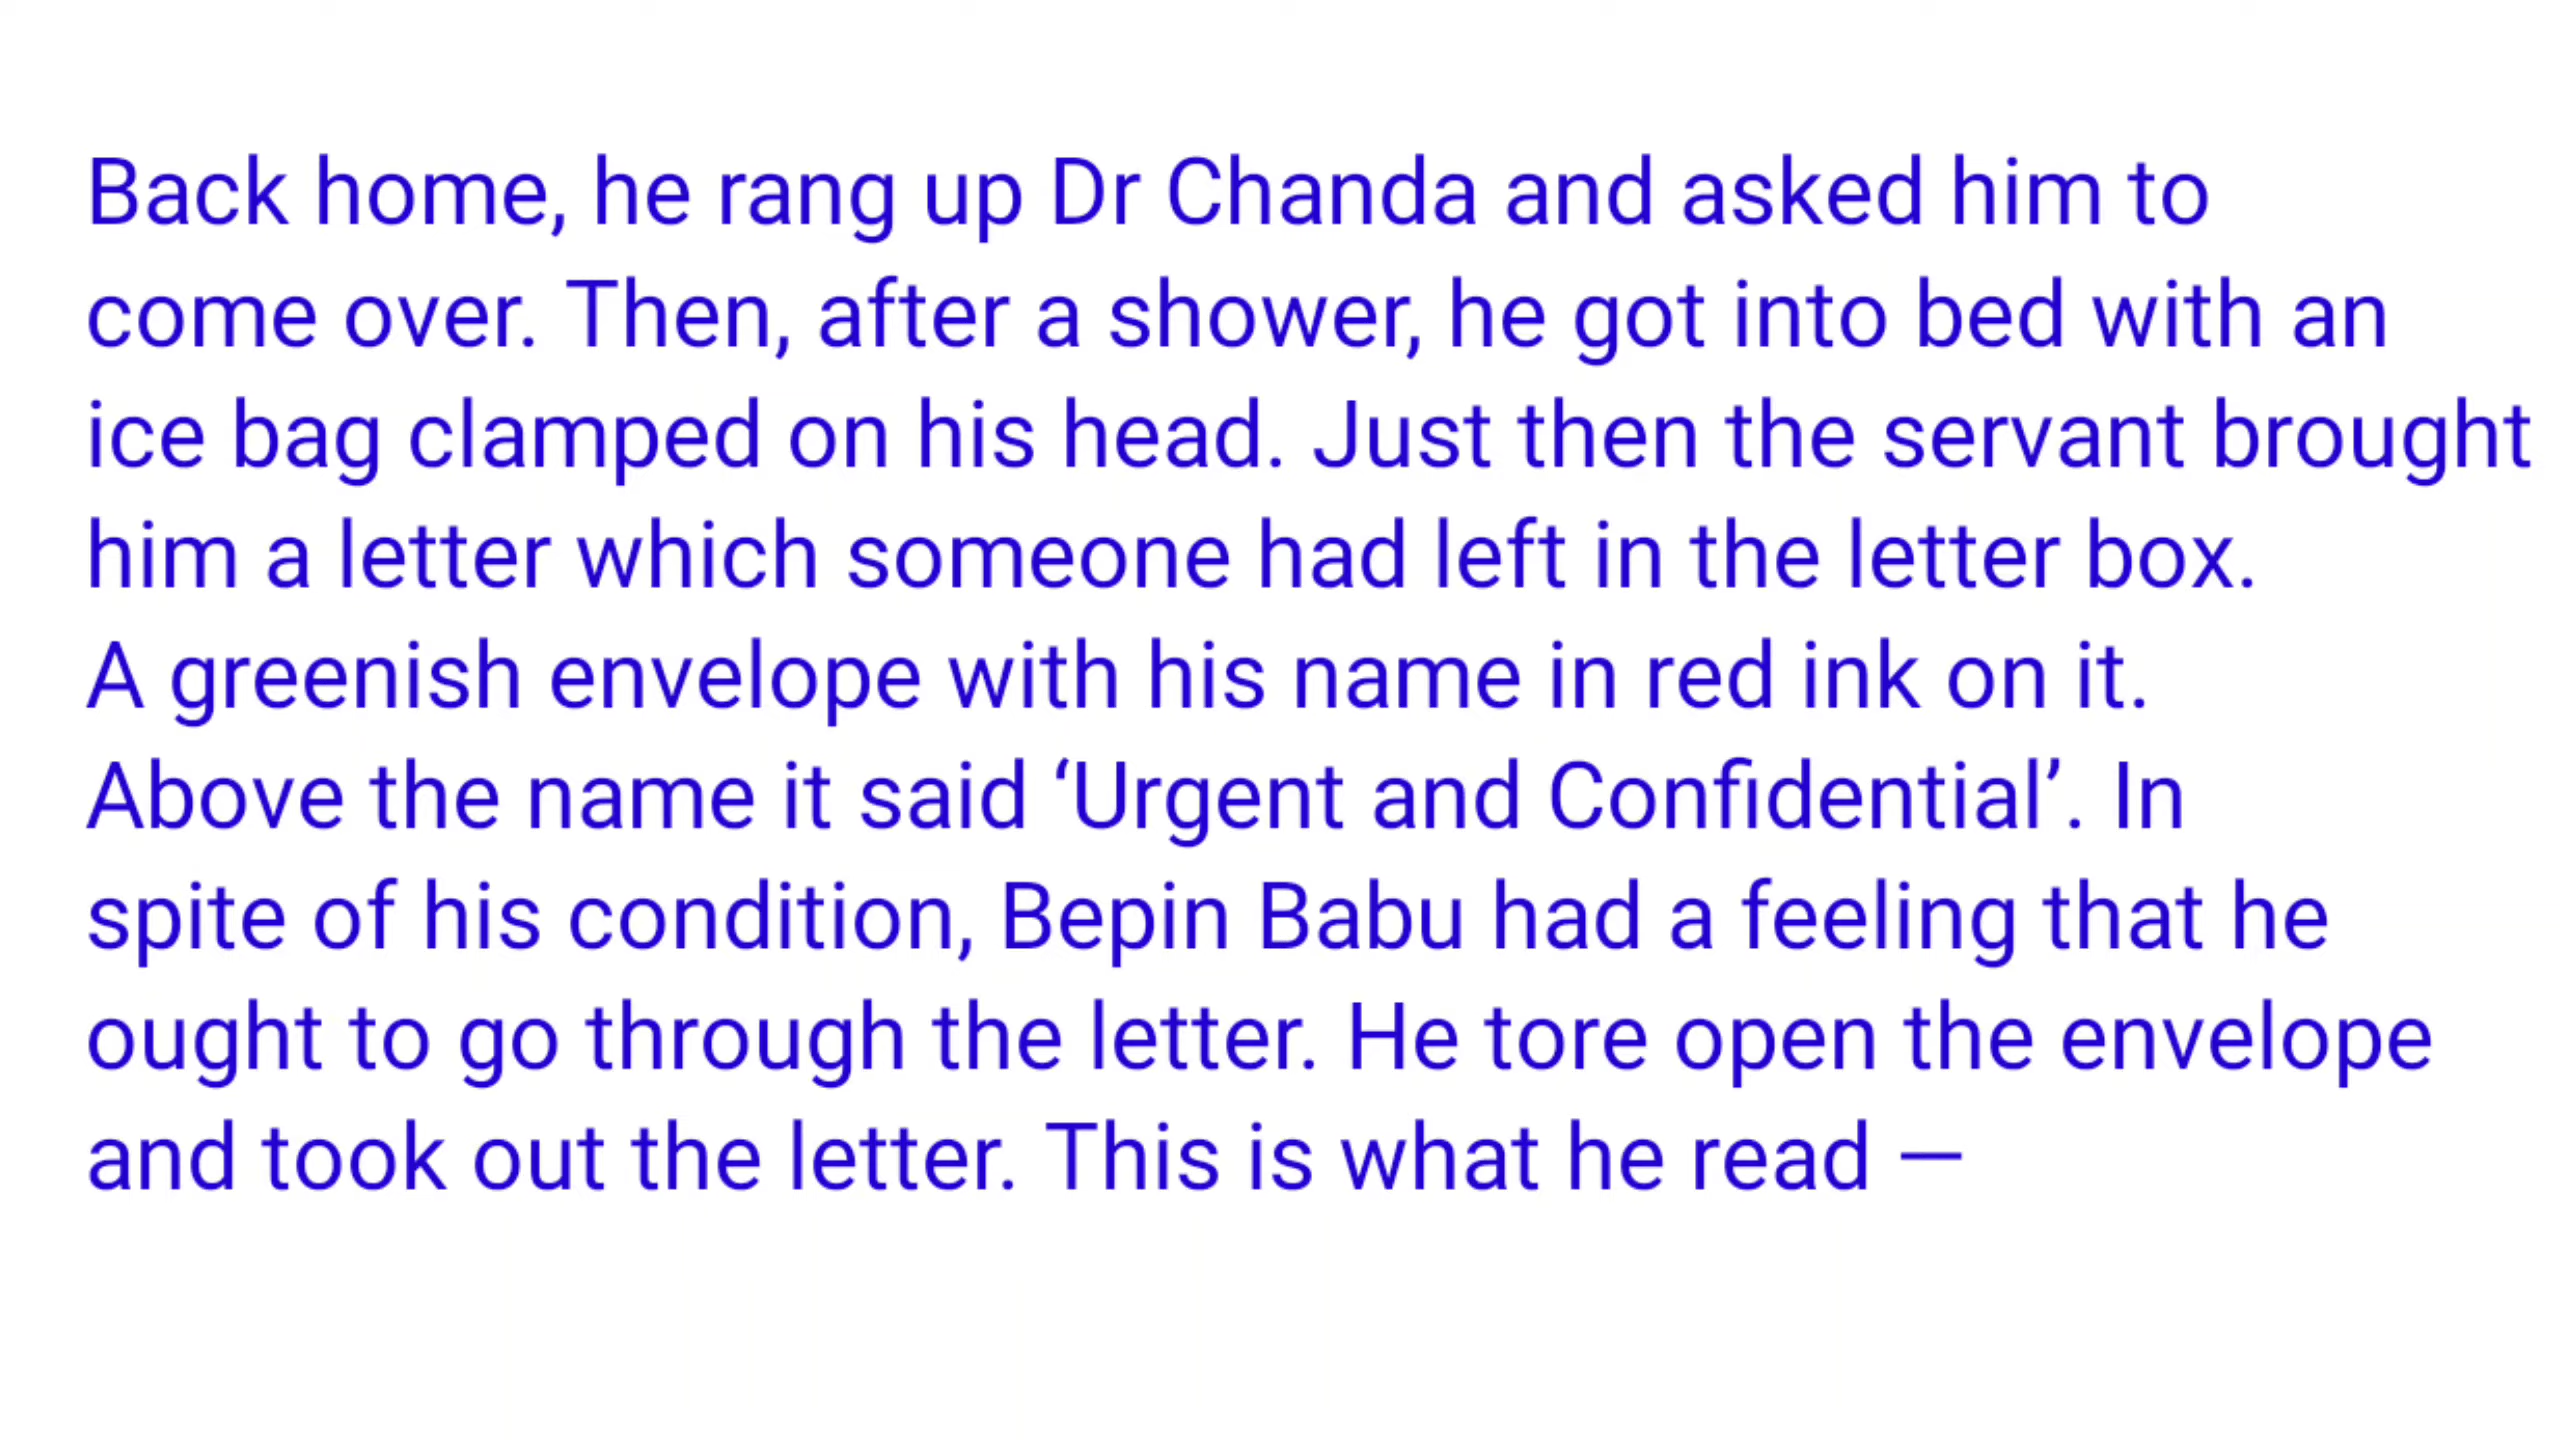 Back home, he rang up Dr Chanda and asked him to
come over. Then, after a shower, he got into bed with an
ice bag clamped on his head. Just then the servant brought
him a letter which someone had left in the letter box.
A greenish envelope with his name in red ink on it.
Above the name it said ‘Urgent and Confidential’. In
spite of his condition, Bepin Babu had a feeling that he
ought to go through the letter. He tore open the envelope
and took out the letter. This is what he read —